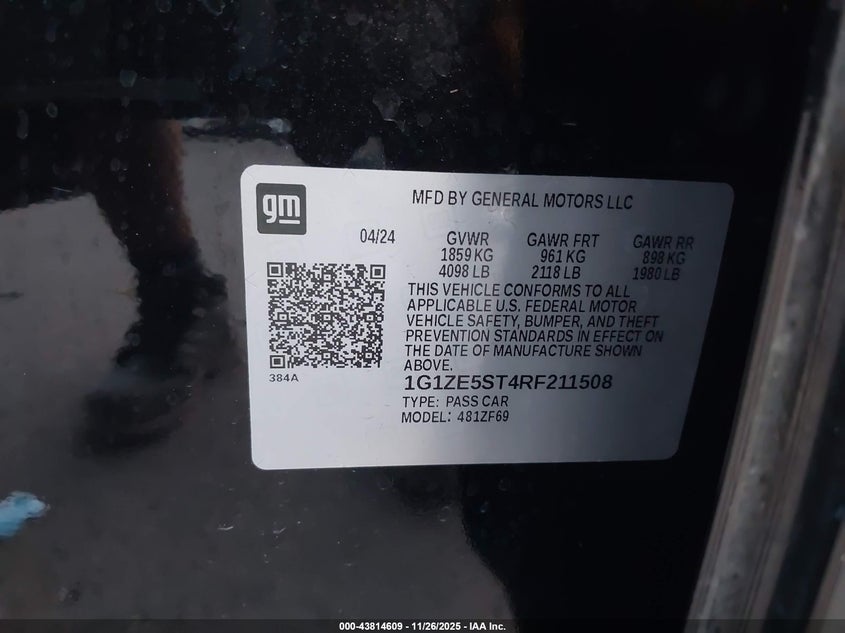 gm
MFD BY GENERAL MOTORS LLC
04/24
GVWR GAWR FRT GAWR RR
1859 KG 961 KG 898 KG
4098 LB 2118 LB 1980 LB
THIS VEHICLE CONFORMS TO ALL
APPLICABLE U.S. FEDERAL MOTOR
VEHICLE SAFETY, BUMPER, AND THEFT
PREVENTION STANDARDS IN EFFECT ON
THE DATE OF MANUFACTURE SHOWN
ABOVE.
384A
1G1ZE5ST4RF211508
TYPE: PASS CAR
MODEL: 481ZF69
000-43814609 - 11/26/2025 - IAA Inc.